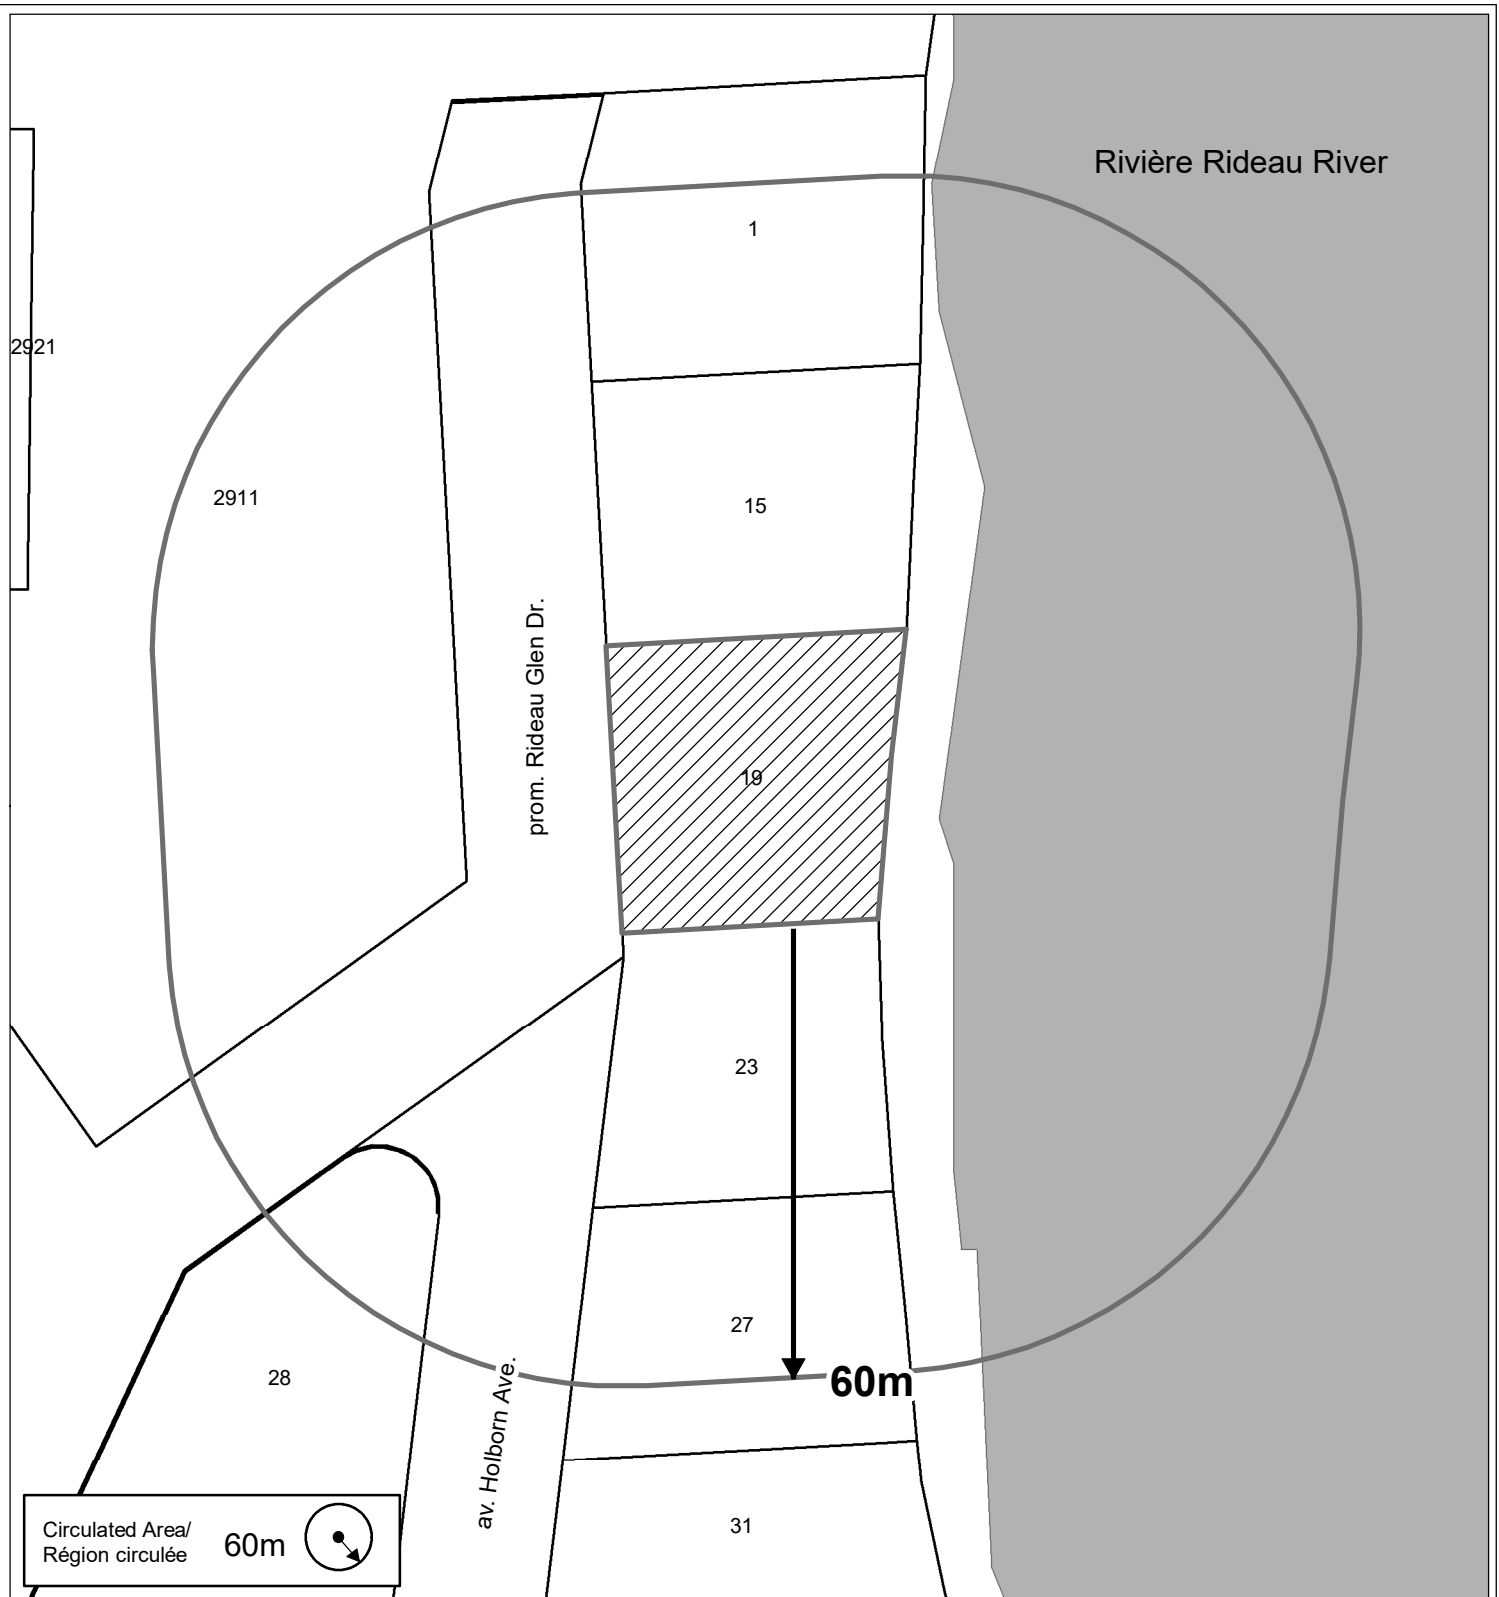 Rivière Rideau River
1
2921
2911
15
prom. Rideau Glen Dr.
19
23
27
28
60m
av. Holborn Ave.
31
Circulated Area/
Région circulée
60m